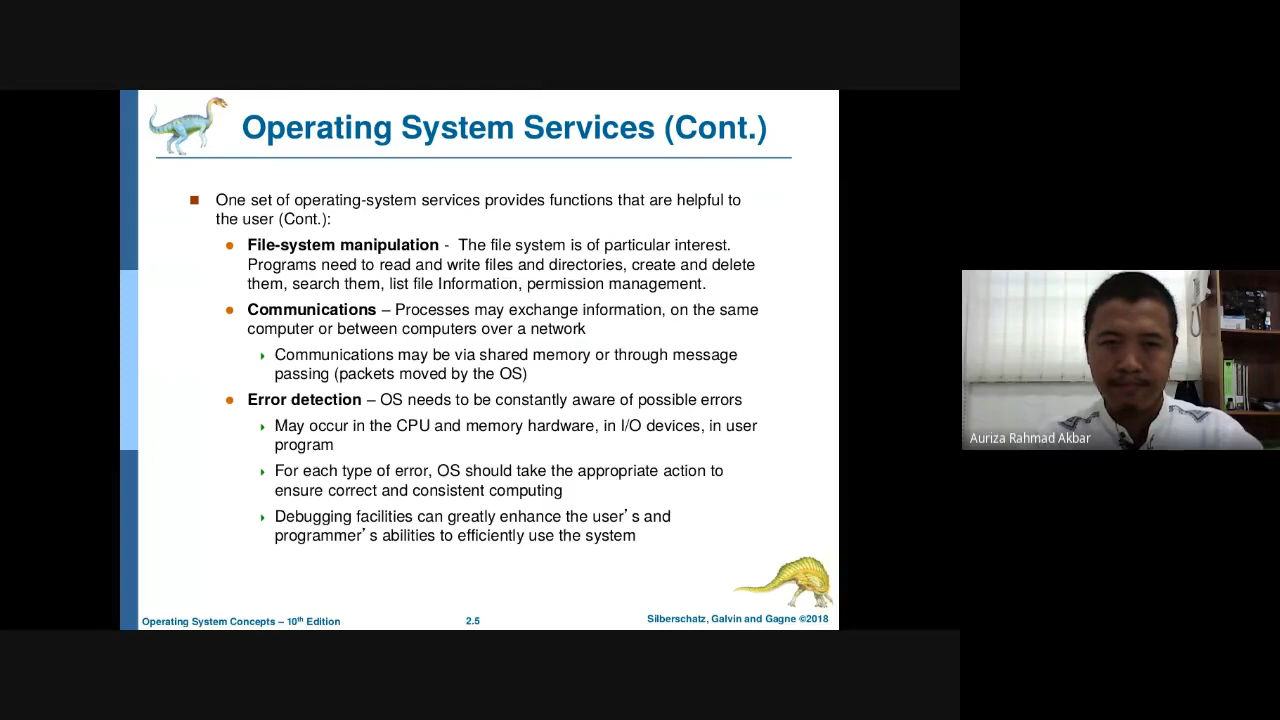 Operating System Services (Cont.)
One set of operating-system services provides functions that are helpful to
the user (Cont.):
File-system manipulation -  The file system is of particular interest.
Programs need to read and write files and directories, create and delete
them, search them, list file Information, permission management.
Communications – Processes may exchange information, on the same
computer or between computers over a network
Communications may be via shared memory or through message
passing (packets moved by the OS)
Error detection – OS needs to be constantly aware of possible errors
May occur in the CPU and memory hardware, in I/O devices, in user
program
For each type of error, OS should take the appropriate action to
ensure correct and consistent computing
Debugging facilities can greatly enhance the user’s and
programmer’s abilities to efficiently use the system
Operating System Concepts – 10th Edition
2.5
Silberschatz, Galvin and Gagne ©2018
Auriza Rahmad Akbar